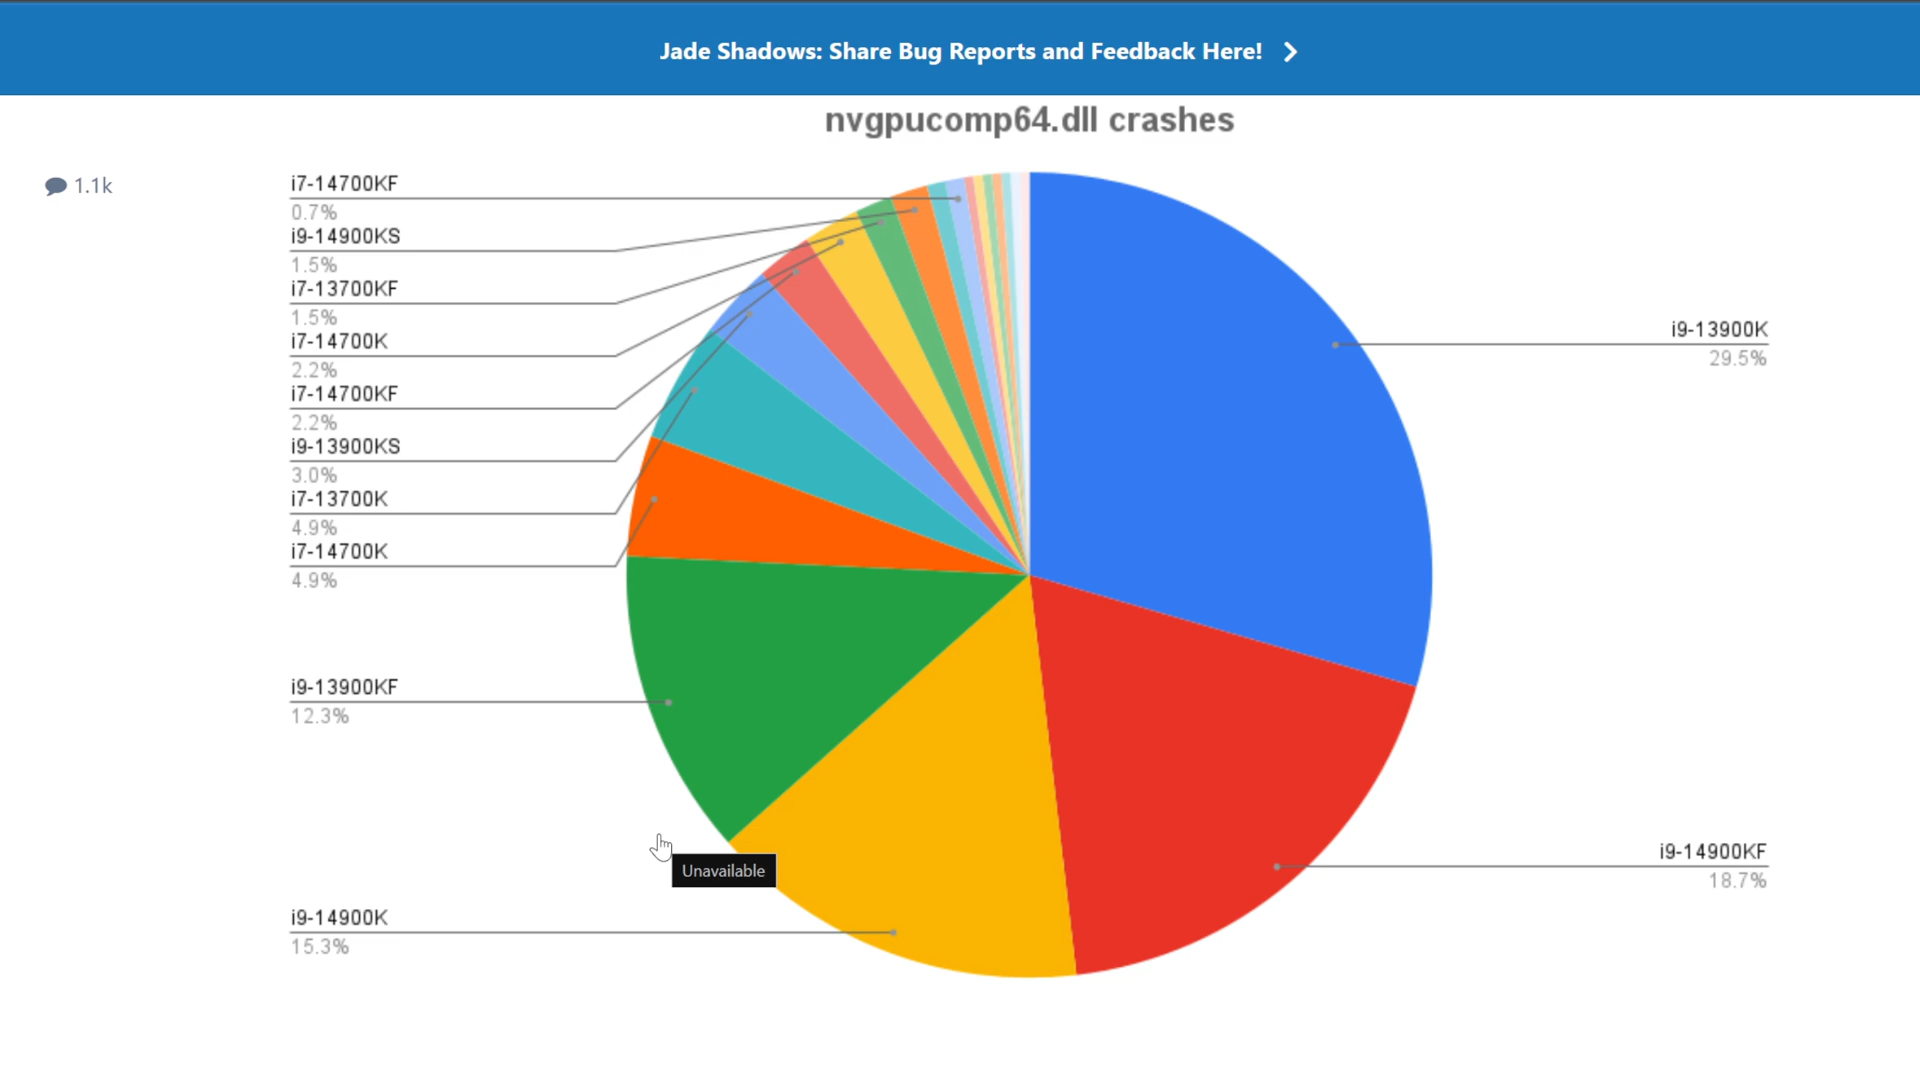 Jade Shadows: Share Bug Reports and Feedback Here!
nvgpucomp64.dll crashes
1.1k
i7-14700KF
0.7%
i9-14900KS
1.5%
i7-13700KF
1.5%
i7-14700K
2.2%
i7-14700KF
2.2%
i9-13900KS
3.0%
i7-13700K
4.9%
i7-14700K
4.9%
i9-13900KF
12.3%
i9-14900K
15.3%
i9-13900K
29.5%
i9-14900KF
18.7%
Unavailable